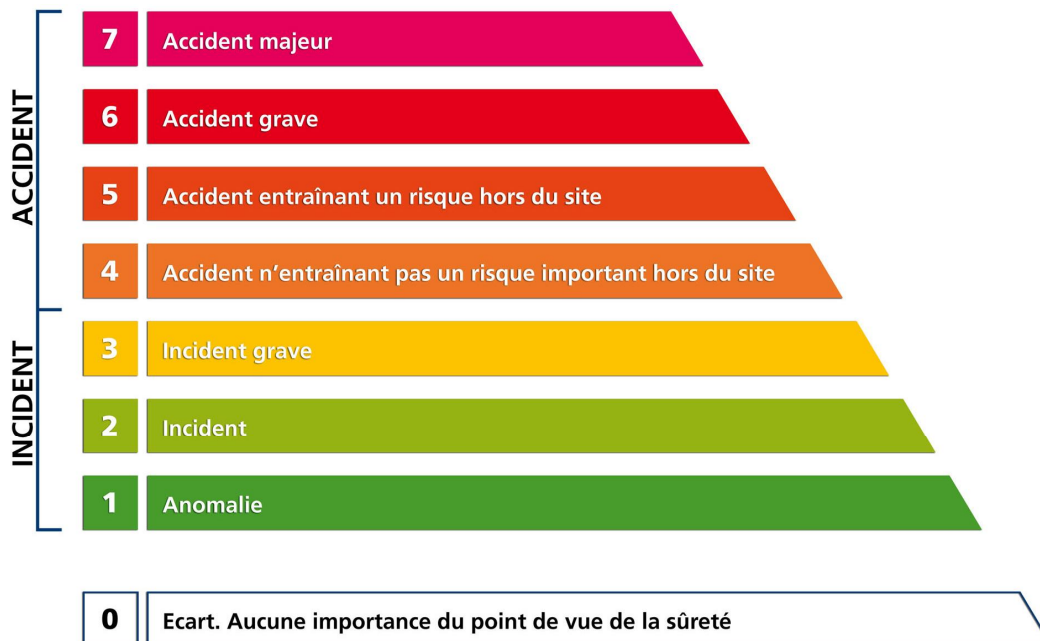 ACCIDENT
7 Accident majeur
6 Accident grave
5 Accident entraînant un risque hors du site
4 Accident n’entraînant pas un risque important hors du site
INCIDENT
3 Incident grave
2 Incident
1 Anomalie
0 Ecart. Aucune importance du point de vue de la sûreté